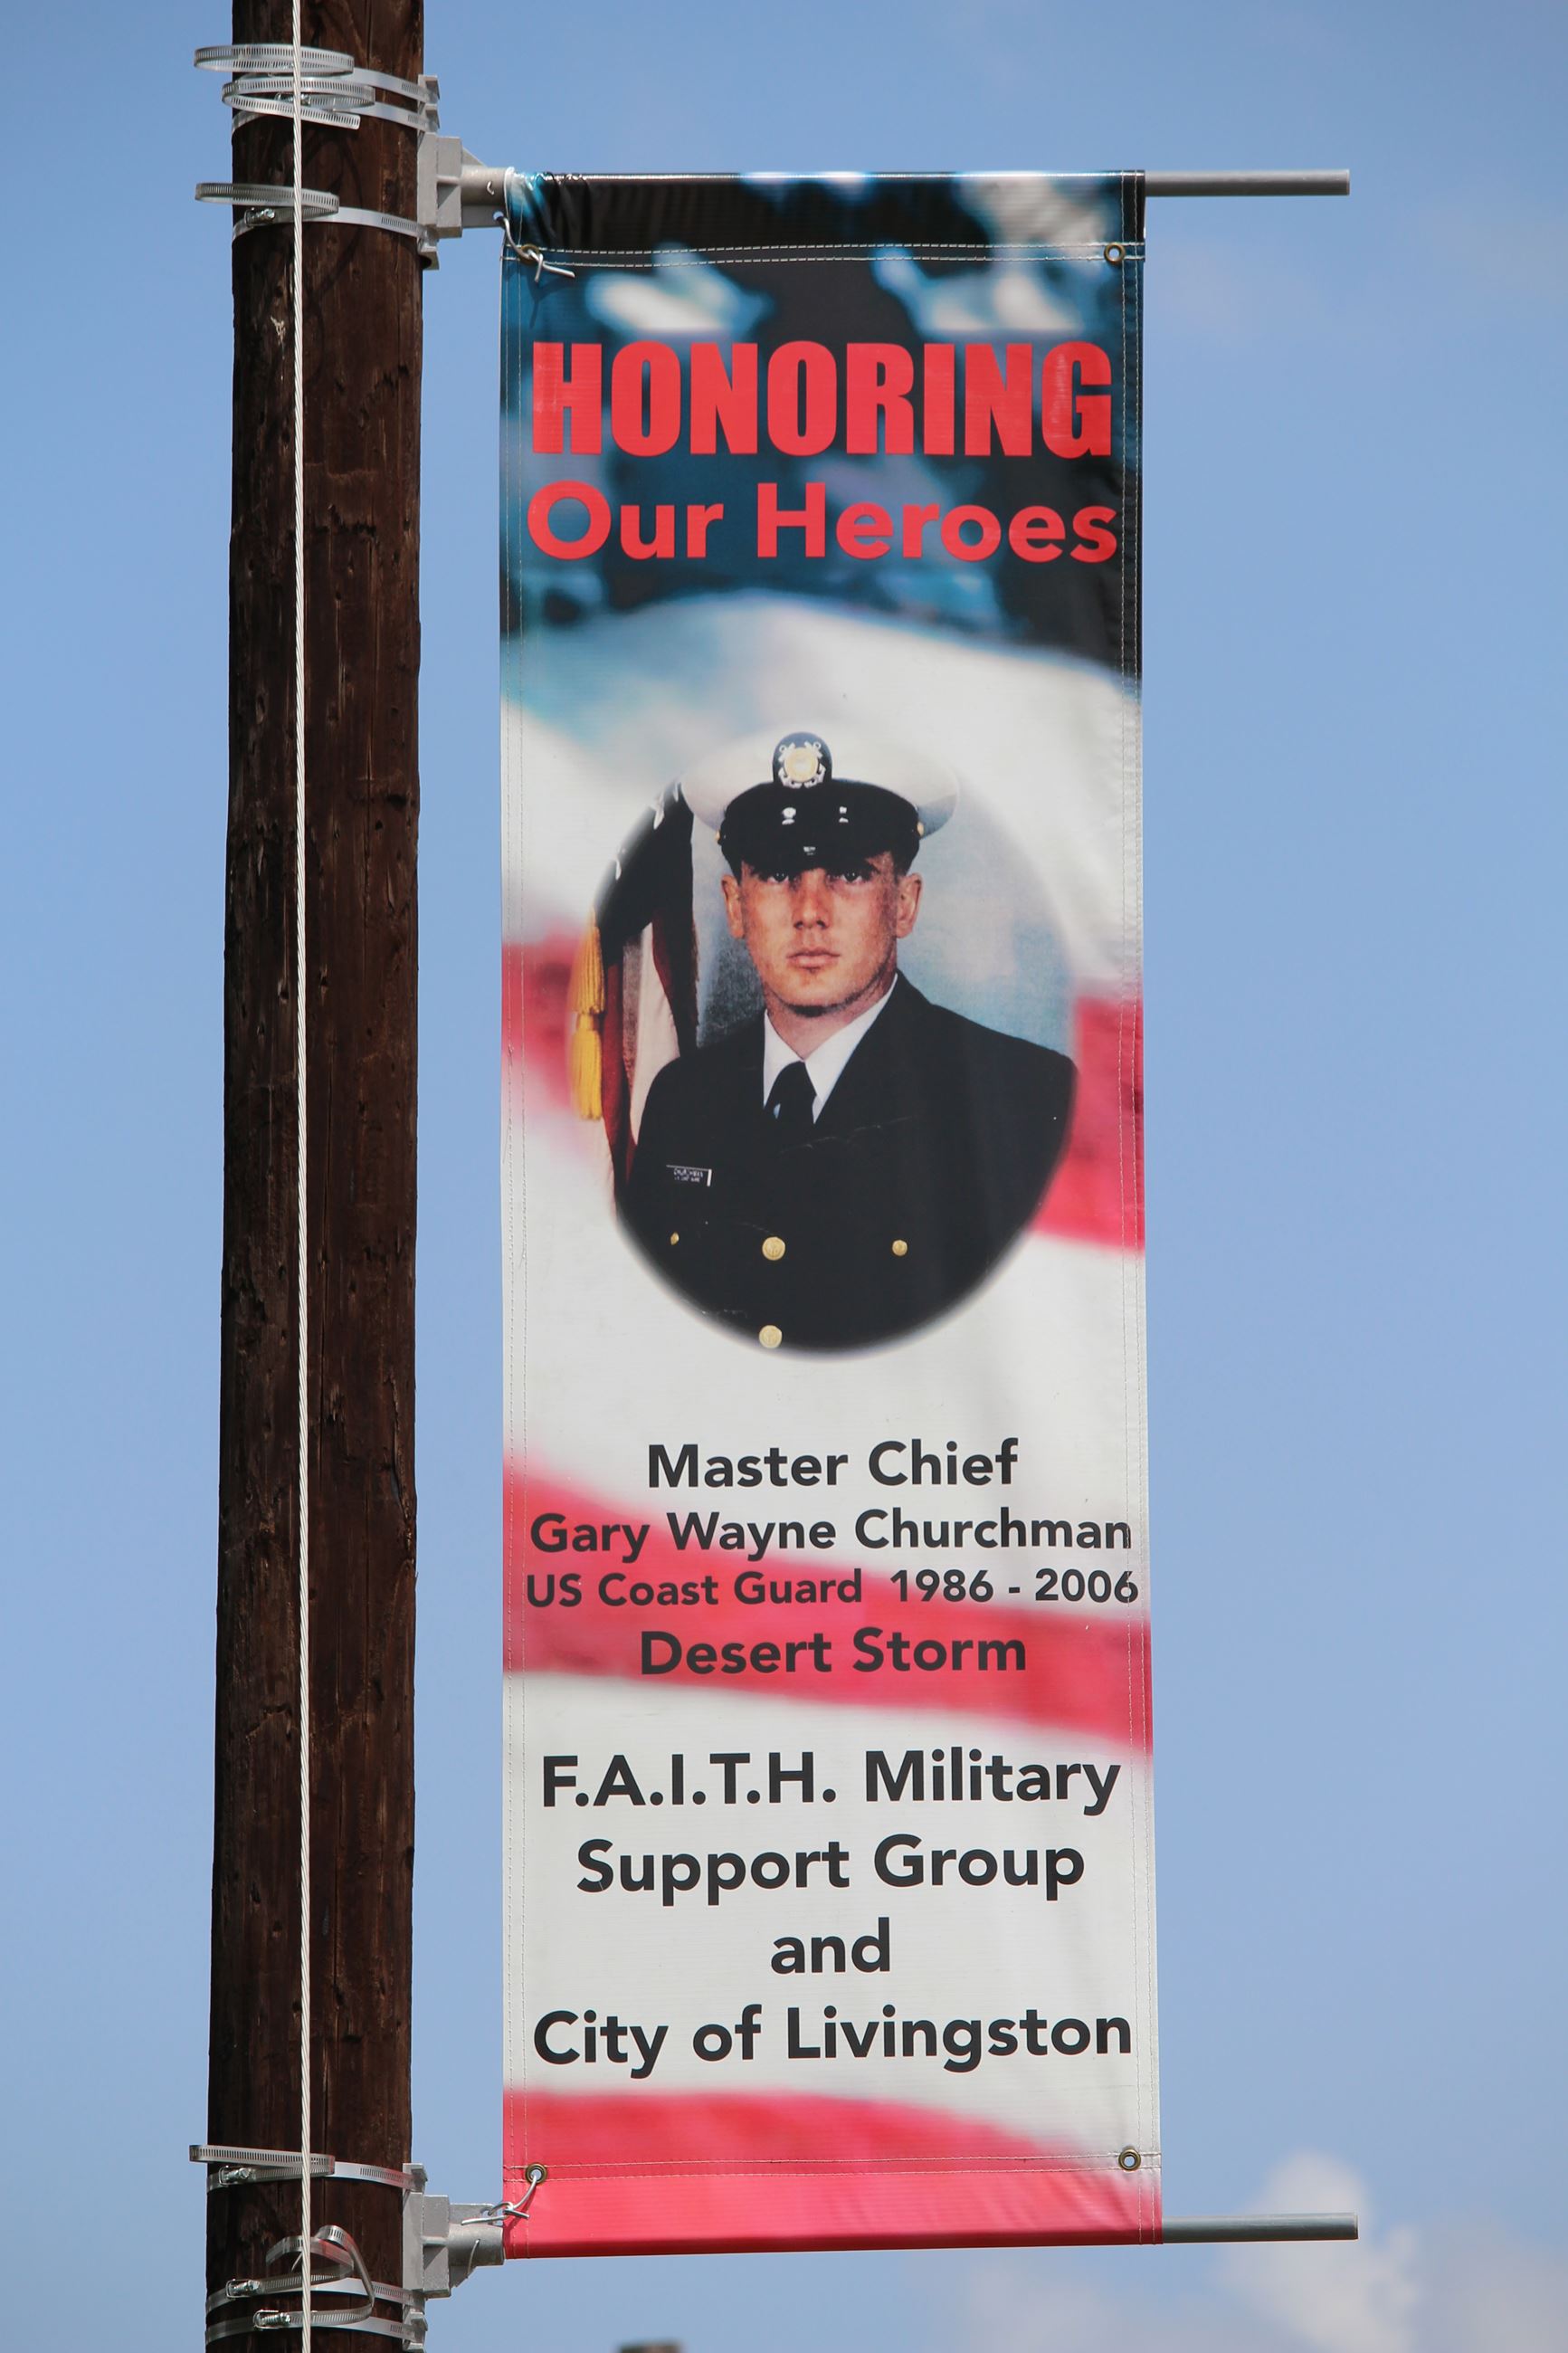 HONORING
Our Heroes
Master Chief
Gary Wayne Churchman
US Coast Guard 1986 - 2006
Desert Storm
F.A.I.T.H. Military
Support Group
and
City of Livingston